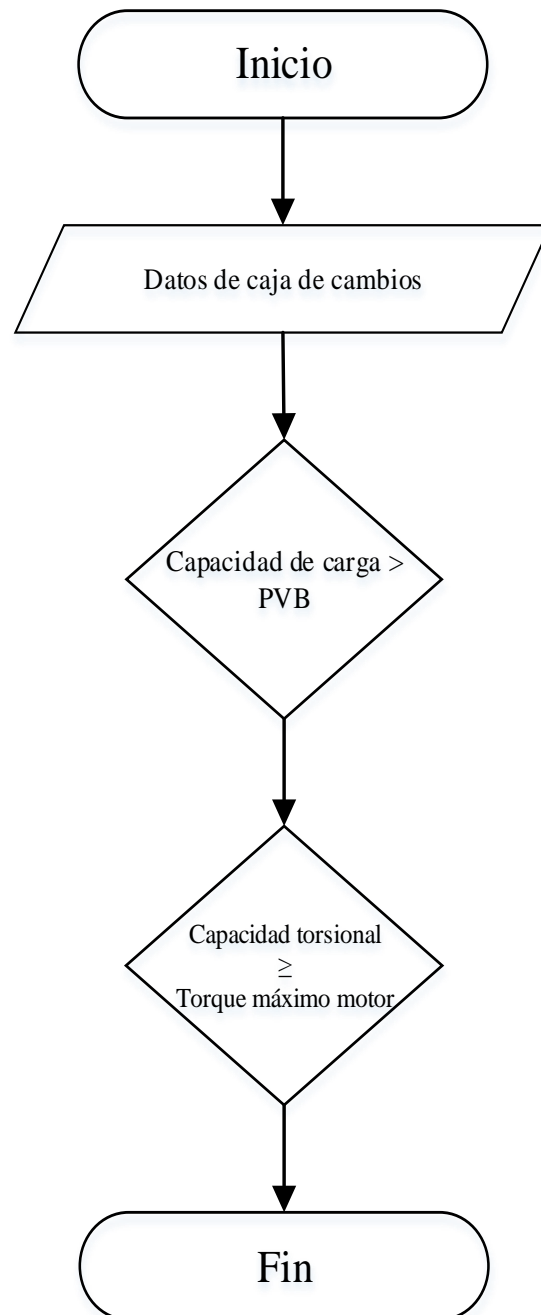 Inicio
Datos de caja de cambios
Capacidad de carga >
PVB
Capacidad torsional
≥
Torque máximo motor
Fin